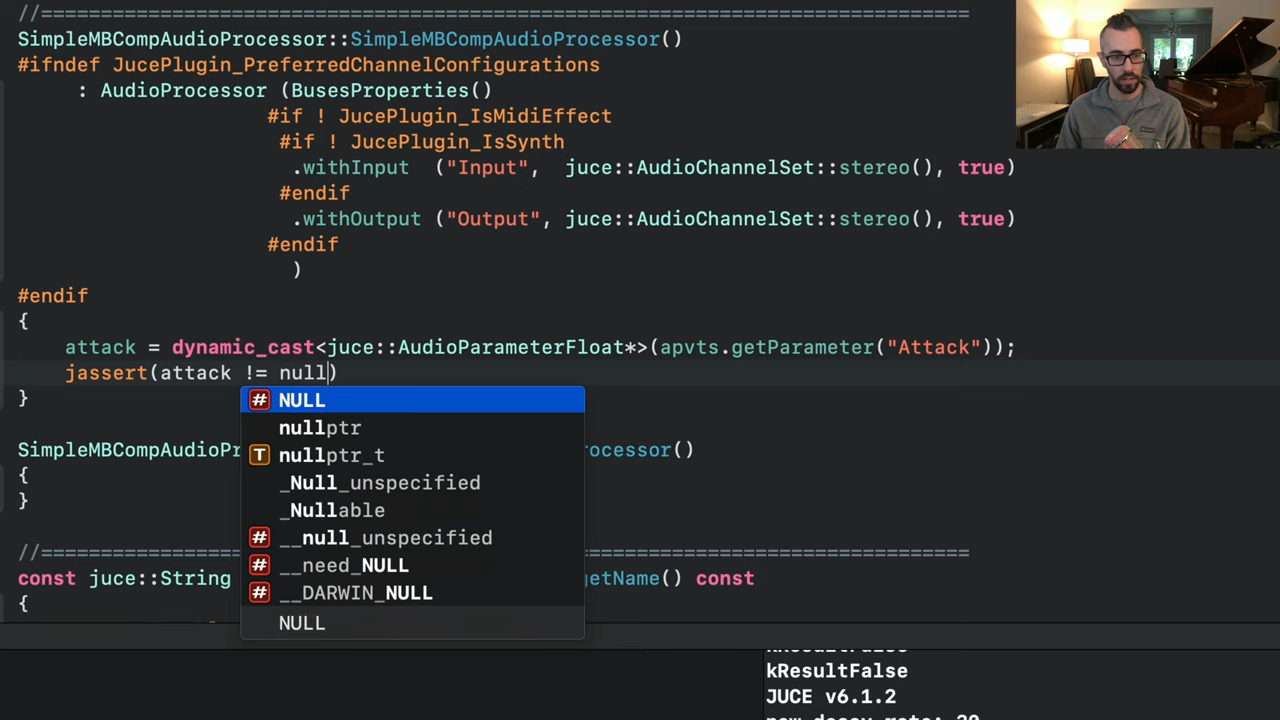 //==============================================================================
SimpleMBCompAudioProcessor::SimpleMBCompAudioProcessor()
#ifndef JucePlugin_PreferredChannelConfigurations
: AudioProcessor (BusesProperties()
#if ! JucePlugin_IsMidiEffect
#if ! JucePlugin_IsSynth
.withInput ("Input", juce::AudioChannelSet::stereo(), true)
#endif
.withOutput ("Output", juce::AudioChannelSet::stereo(), true)
#endif
)
#endif
{
attack = dynamic_cast<juce::AudioParameterFloat*>(apvts.getParameter("Attack"));
jassert(attack != null)
}
NULL
nullptr
nullptr_t
_Null_unspecified
_Nullable
__null_unspecified
__need_NULL
__DARWIN_NULL
NULL
SimpleMBCompAudioPr ocessor()
{
}
//==============================================================================
const juce::String getName() const
{
kResultFalse
JUCE v6.1.2